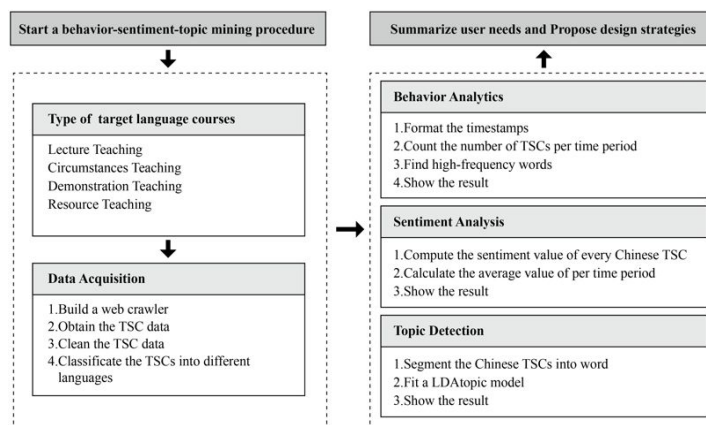 Start a behavior-sentiment-topic mining procedure
Type of target language courses
Lecture Teaching
Circumstances Teaching
Demonstration Teaching
Resource Teaching
Data Acquisition
1.Build a web crawler
2.Obtain the TSC data
3.Clean the TSC data
4.Classificate the TSCs into different
languages
Summarize user needs and Propose design strategies
Behavior Analytics
1.Format the timestamps
2.Count the number of TSCs per time period
3.Find high-frequency words
4.Show the result
Sentiment Analysis
1.Compute the sentiment value of every Chinese TSC
2.Calculate the average value of per time period
3.Show the result
Topic Detection
1.Segment the Chinese TSCs into word
2.Fit a LDAtopic model
3.Show the result